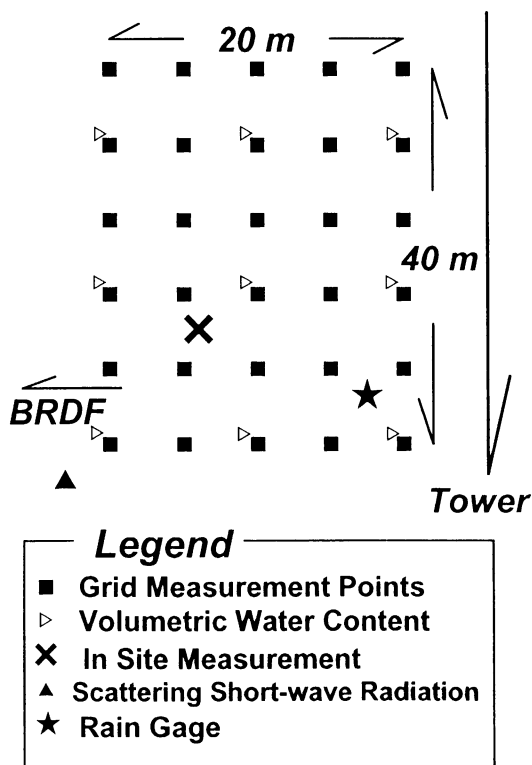 20 m
40 m
BRDF
Tower
Legend
Grid Measurement Points
Volumetric Water Content
In Site Measurement
Scattering Short-wave Radiation
Rain Gage